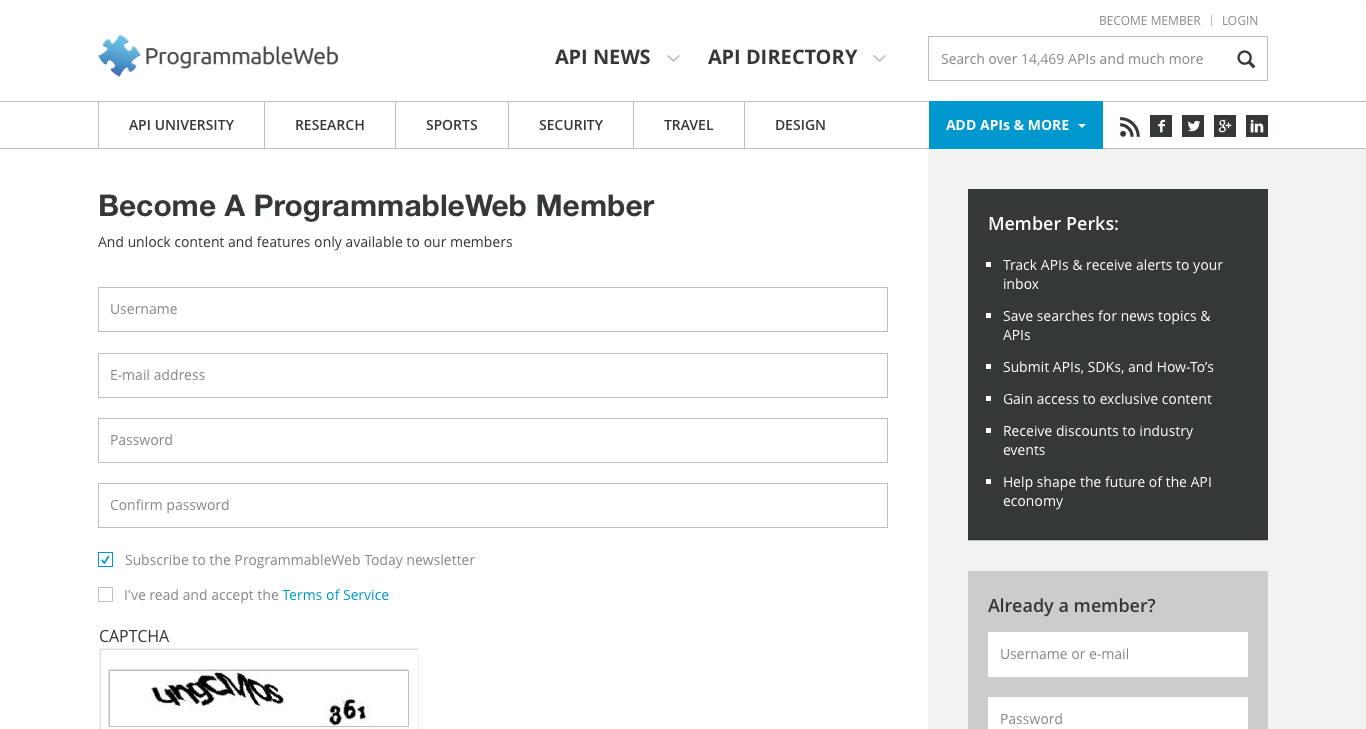 BECOME MEMBER | LOGIN
ProgrammableWeb
API NEWS
API DIRECTORY
Search over 14,469 APIs and much more
API UNIVERSITY
RESEARCH
SPORTS
SECURITY
TRAVEL
DESIGN
ADD APIs & MORE
Become A ProgrammableWeb Member
And unlock content and features only available to our members
Username
E-mail address
Password
Confirm password
Subscribe to the ProgrammableWeb Today newsletter
I've read and accept the Terms of Service
CAPTCHA
361
Member Perks:
Track APIs & receive alerts to your
inbox
Save searches for news topics &
APIs
Submit APIs, SDKs, and How-To's
Gain access to exclusive content
Receive discounts to industry
events
Help shape the future of the API
economy
Already a member?
Username or e-mail
Password